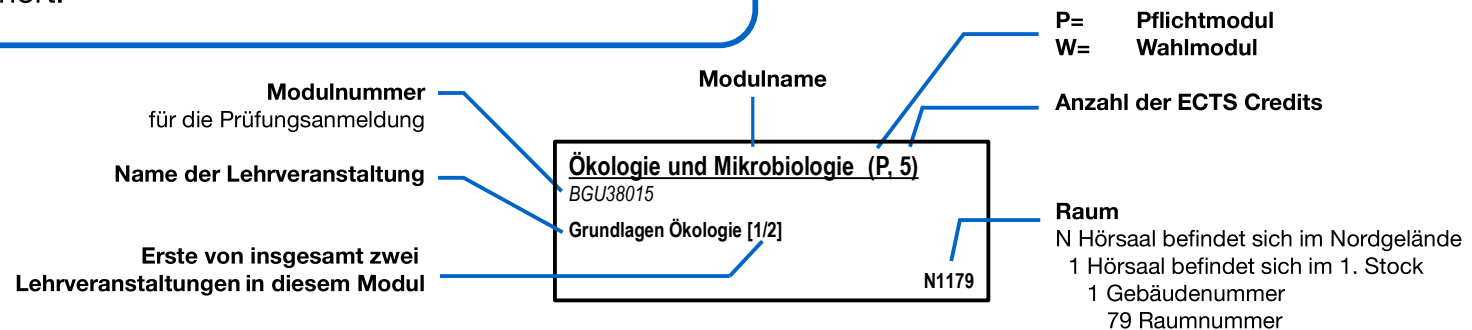 P= Pflichtmodul
W= Wahlmodul
Modulname
Modulnummer
für die Prüfungsanmeldung
Anzahl der ECTS Credits
Ökologie und Mikrobiologie (P, 5)
BGU38015
Name der Lehrveranstaltung
Grundlagen Ökologie [1/2]
Erste von insgesamt zwei
Lehrveranstaltungen in diesem Modul
N1179
Raum
N Hörsaal befindet sich im Nordgelände
1 Hörsaal befindet sich im 1. Stock
1 Gebäudenummer
79 Raumnummer